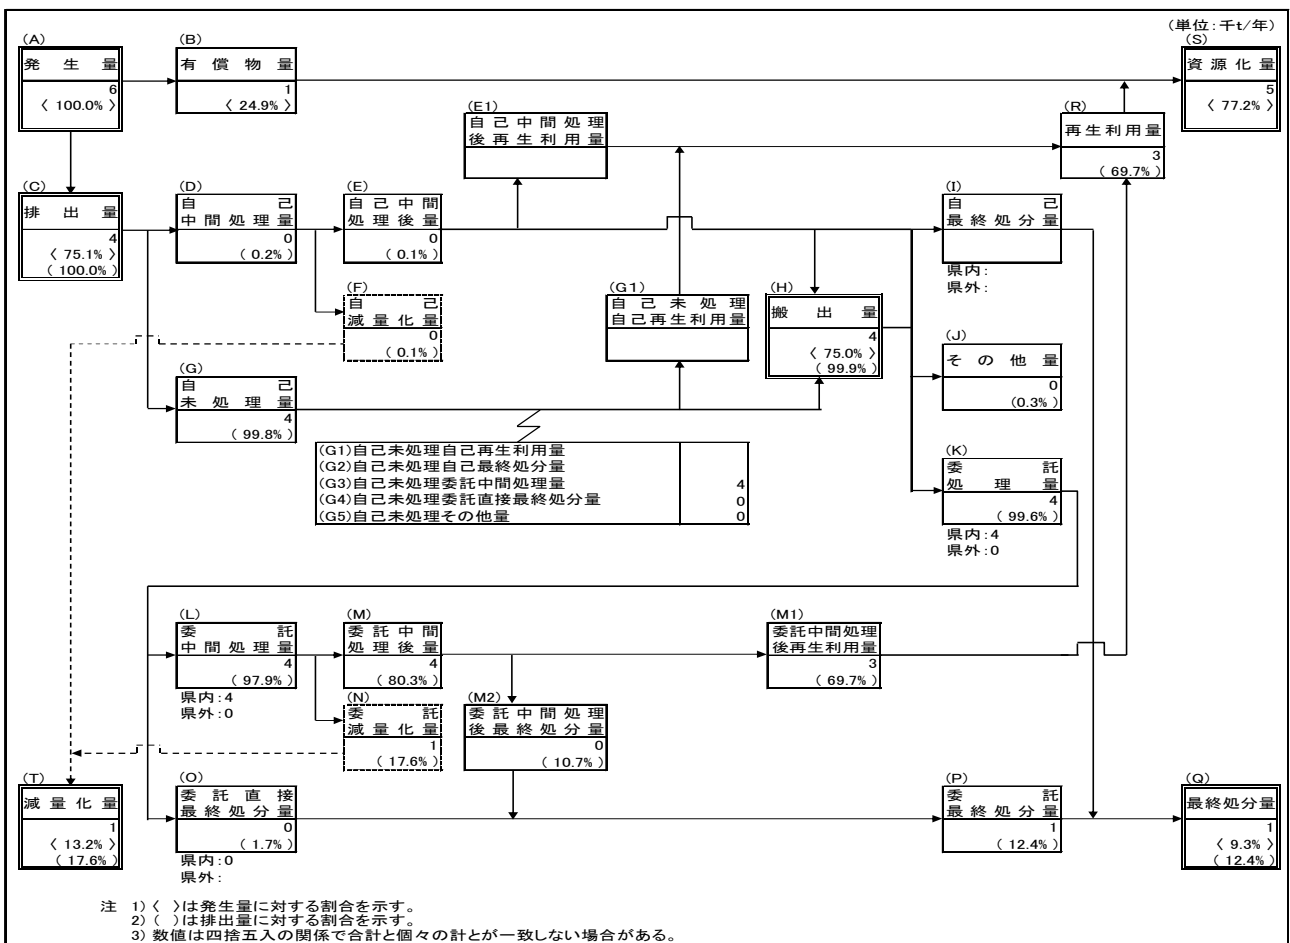 (単位:千t/年)
(A)
発生量
6
〈 100.0% 〉
(B)
有償物量
1
〈 24.9% 〉
(S)
資源化量
5
〈 77.2% 〉
(E1)
自己中間処理
後再生利用量
(R)
再生利用量
3
( 69.7% )
(C)
排出量
4
〈 75.1% 〉
( 100.0% )
(D)
自己
中間処理量
0
( 0.2% )
(E)
自己中間
処理後量
0
( 0.1% )
(I)
自己
最終処分量
県内:
県外:
(F)
自己
減量化量
0
( 0.1% )
(G1)
自己未処理
自己再生利用量
(H)
搬出量
4
〈 75.0% 〉
( 99.9% )
(J)
その他量
0
(0.3% )
(G)
自己
未処理量
4
( 99.8% )
(G1)自己未処理自己再生利用量
(G2)自己未処理自己最終処分量
(G3)自己未処理委託中間処理量 4
(G4)自己未処理委託直接最終処分量 0
(G5)自己未処理その他量 0
(K)
委託
処理量
4
( 99.6% )
県内:4
県外:0
(L)
委託
中間処理量
4
( 97.9% )
県内:4
県外:0
(M)
委託中間
処理後量
4
( 80.3% )
(M1)
委託中間処理
後再生利用量
3
( 69.7% )
(N)
委託
減量化量
1
( 17.6% )
(M2)
委託中間処理
後最終処分量
0
( 10.7% )
(T)
減量化量
1
〈 13.2% 〉
( 17.6% )
(O)
委託直接
最終処分量
0
( 1.7% )
県内:0
県外:
(P)
委託
最終処分量
1
( 12.4% )
(Q)
最終処分量
1
〈 9.3% 〉
( 12.4% )
注 1)〈 〉は発生量に対する割合を示す。
2)( )は排出量に対する割合を示す。
3) 数値は四捨五入の関係で合計と個々の計とが一致しない場合がある。